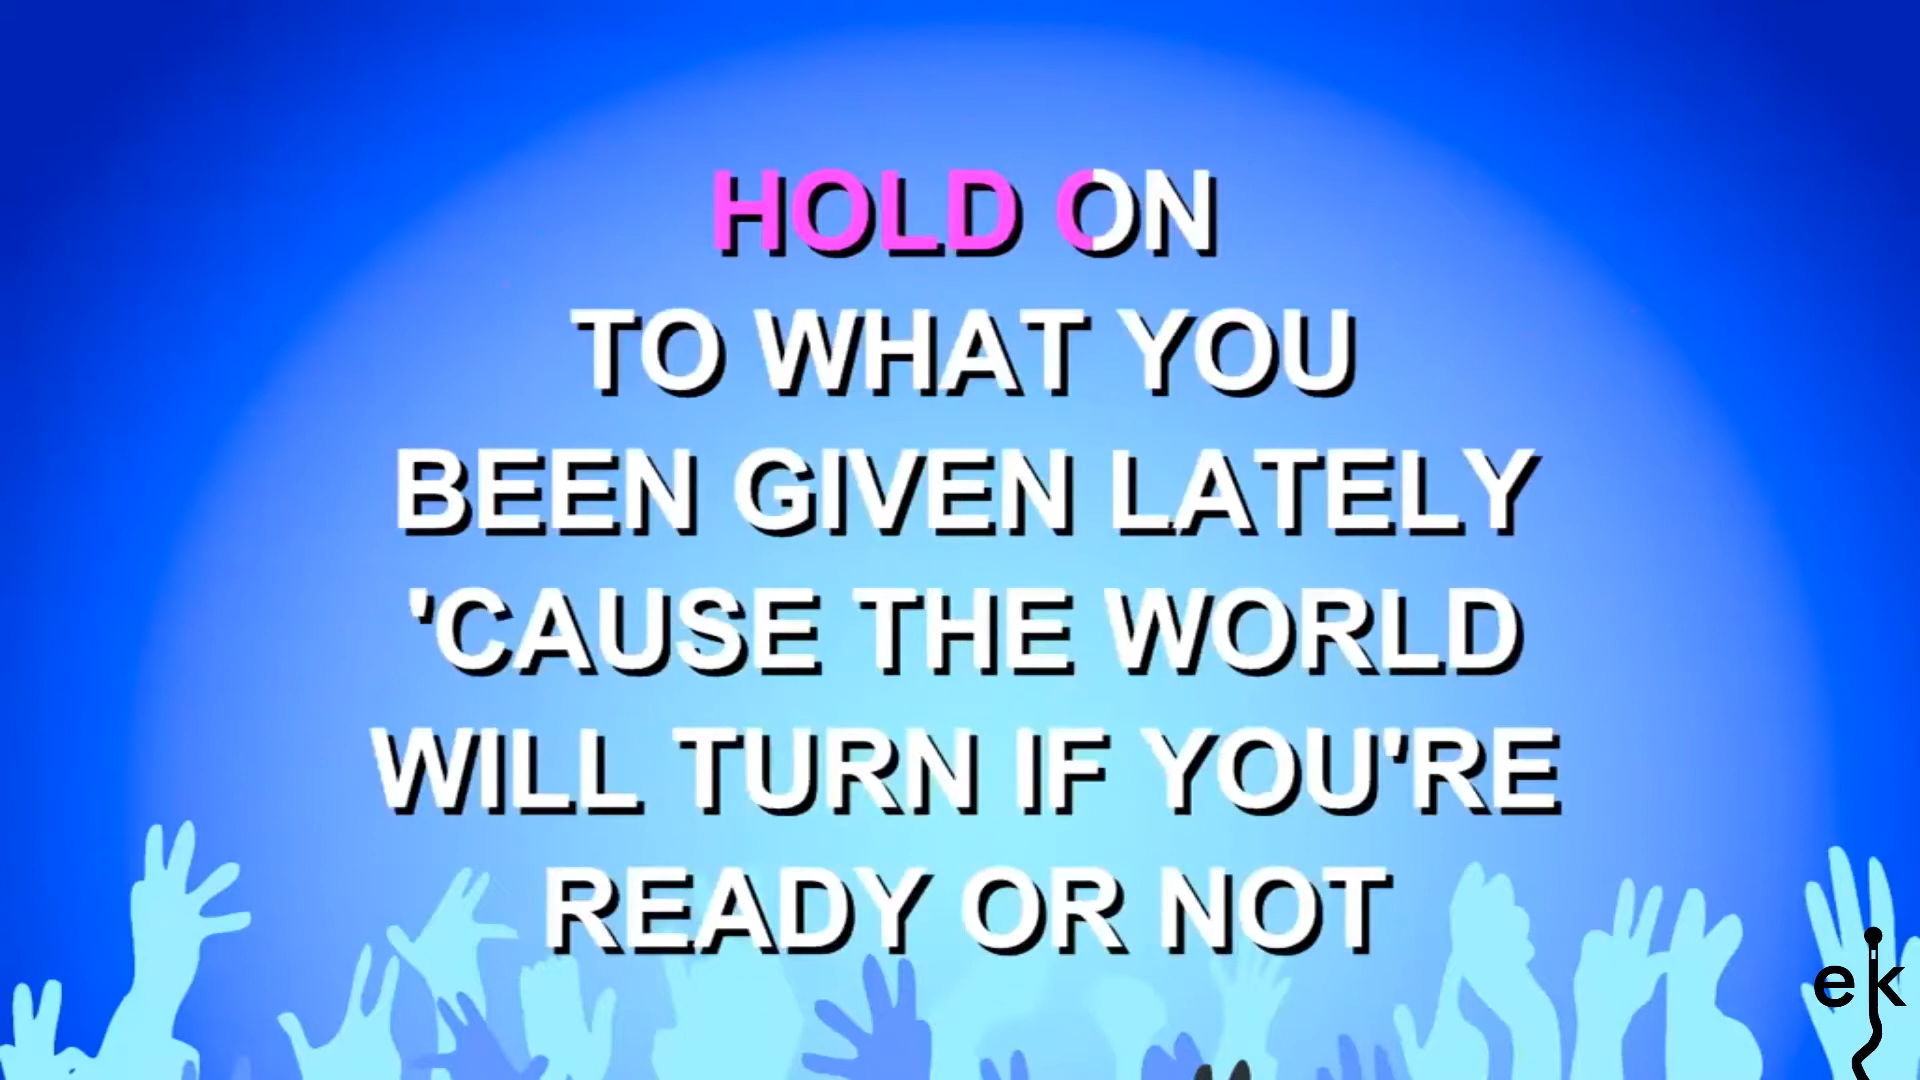 HOLD ON
TO WHAT YOU
BEEN GIVEN LATELY
'CAUSE THE WORLD
WILL TURN IF YOU'RE
READY OR NOT
ek